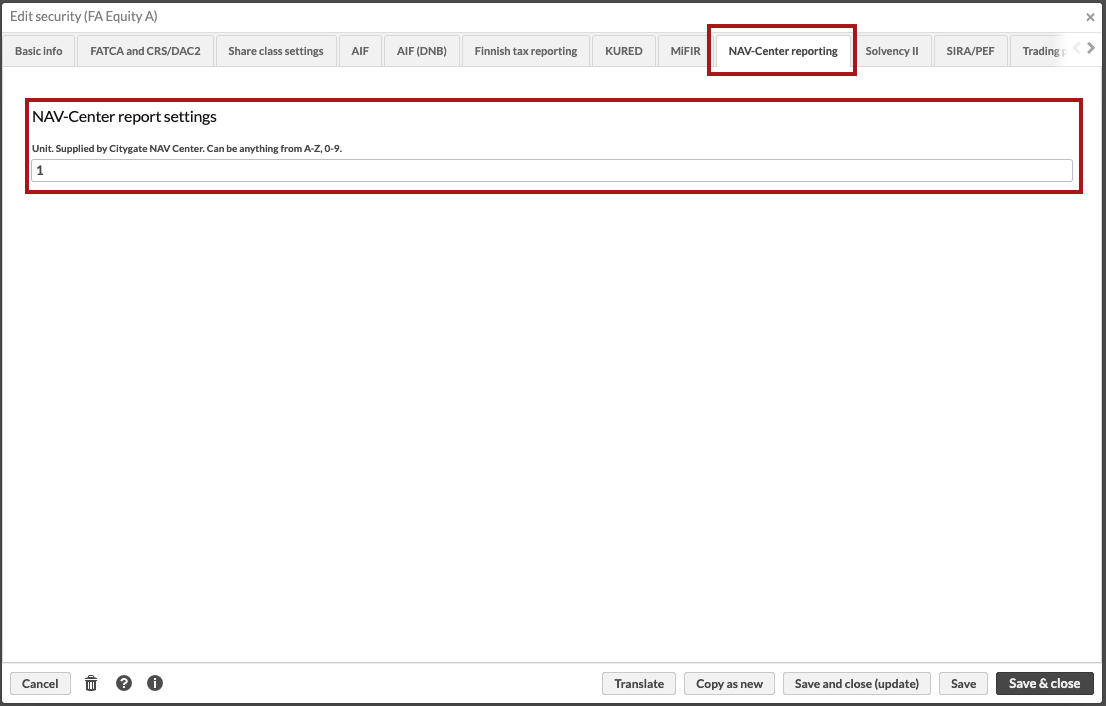 Edit security (FA Equity A)
Basic info FATCA and CRS/DAC2 Share class settings AIF AIF (DNB) Finnish tax reporting KURED MiFIR NAV-Center reporting Solvency II SIRA/PEF Trading
NAV-Center report settings
Unit. Supplied by Citygate NAV Center. Can be anything from A-Z, 0-9.
1
Cancel Translate Copy as new Save and close (update) Save Save & close